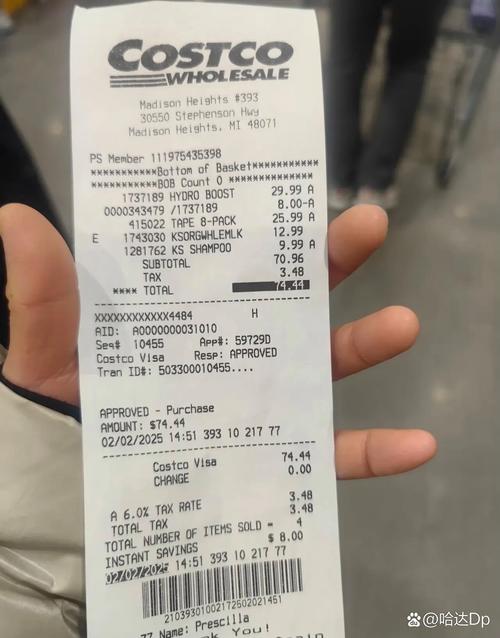 COSTCO
WHOLESALE
Madison Heights #393
30550 Stephenson Hwy
Madison Heights, MI 48071
PS Member 111975435398
***********Bottom of Basket***********
***********BOB Count 0 ***********
1737189 HYDRO BOOST 29.99 A
0000343479 /1737189 8.00-A
415022 TAPE 8-PACK 25.99 A
E 1743030 KSORGWHLEMLK 12.99
1281762 KS SHAMPOO 9.99 A
SUBTOTAL 70.96
TAX 3.48
**** TOTAL 74.44
XXXXXXXXXXXX4484 H
AID: A0000000031010
Seq# 10455 App#: 59729D
Costco Visa Resp: APPROVED
Tran ID#: 503300010455....
APPROVED - Purchase
AMOUNT: $74.44
02/02/2025 14:51 393 10 217 77
Costco Visa 74.44
CHANGE 0.00
A 6.0% TAX RATE 3.48
TOTAL TAX 3.48
TOTAL NUMBER OF ITEMS SOLD = 4
INSTANT SAVINGS $ 8.00
02/02/2025 14:51 393 10 217 77
21039301002172502021451
77 Name: Prescilla
You!
@哈达Dp